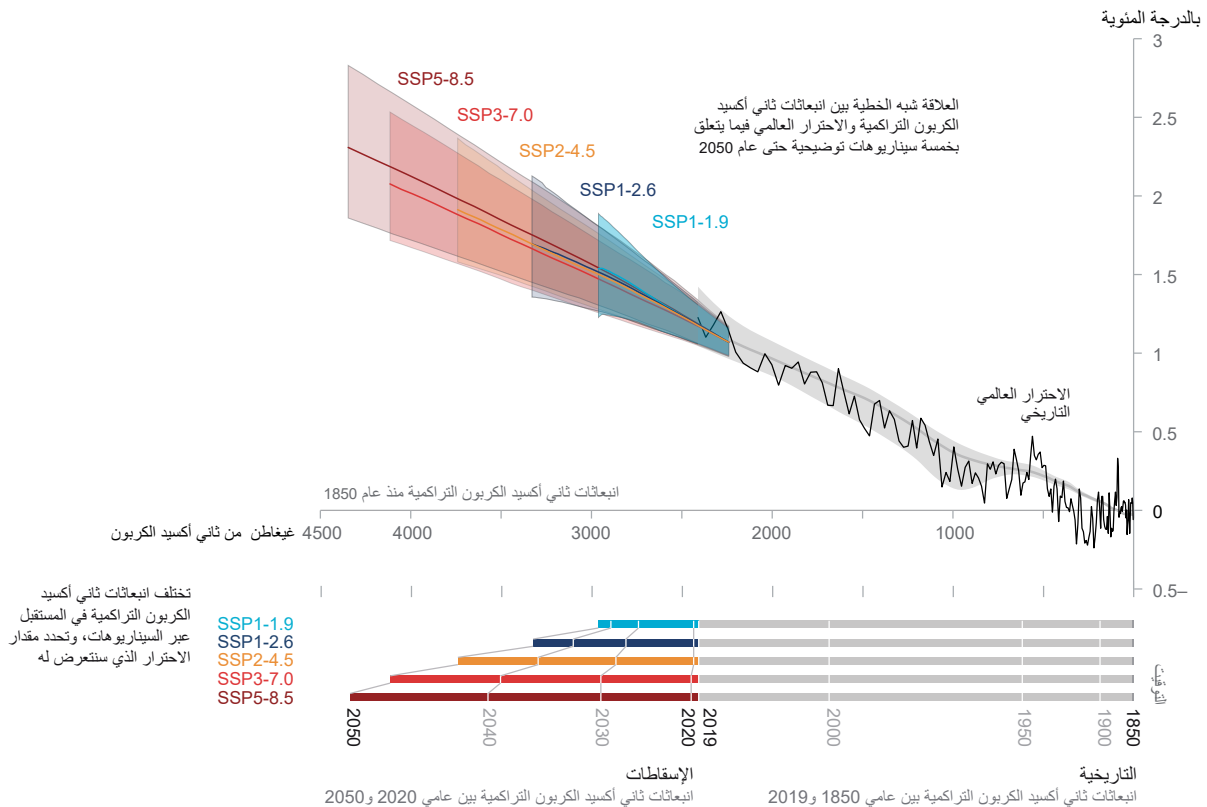 بالدرجة المئوية
3
2.5
2
1.5
1
0.5
0
0.5–
SSP5-8.5
SSP3-7.0
SSP2-4.5
SSP1-2.6
SSP1-1.9
العلاقة شبه الخطية بين انبعاثات ثاني أكسيد
الكربون التراكمية والاحترار العالمي فيما يتعلق
بخمسة سيناريوهات توضيحية حتى عام 2050
الاحترار العالمي
التاريخي
انبعاثات ثاني أكسيد الكربون التراكمية منذ عام 1850
1000
2000
3000
4000
4500
غيغاطن من ثاني أكسيد الكربون
تختلف انبعاثات ثاني أكسيد
الكربون التراكمية في المستقبل
عبر السيناريوهات، وتحدد مقدار
الاحترار الذي سنتعرض له
SSP1-1.9
SSP1-2.6
SSP2-4.5
SSP3-7.0
SSP5-8.5
التوقيت
1850
1900
1950
2000
2019
2020
2030
2040
2050
التاريخية
انبعاثات ثاني أكسيد الكربون التراكمية بين عامي 1850 و2019
الإسقاطات
انبعاثات ثاني أكسيد الكربون التراكمية بين عامي 2020 و2050